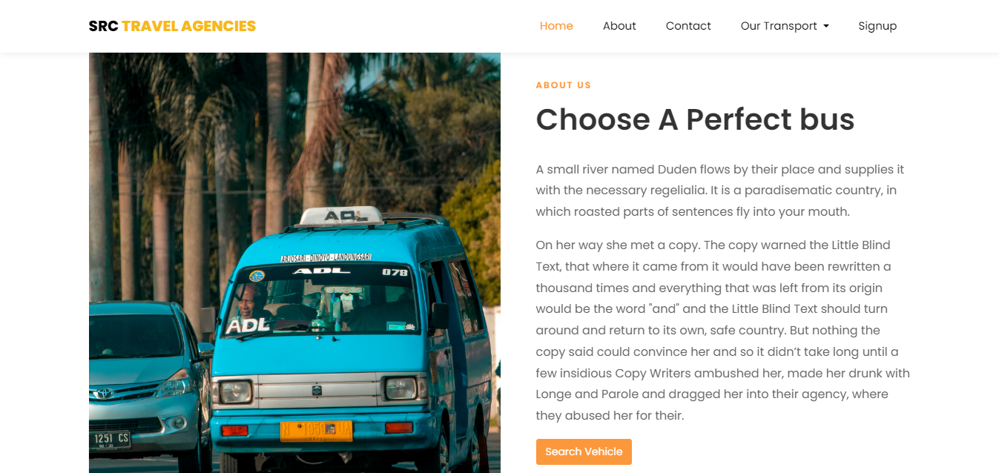 SRC TRAVEL AGENCIES
Home
About
Contact
Our Transport
Signup
ABOUT US
Choose A Perfect bus
A small river named Duden flows by their place and supplies it
with the necessary regelialia. It is a paradisematic country, in
which roasted parts of sentences fly into your mouth.
On her way she met a copy. The copy warned the Little Blind
Text, that where it came from it would have been rewritten a
thousand times and everything that was left from its origin
would be the word "and" and the Little Blind Text should turn
around and return to its own, safe country. But nothing the
copy said could convince her and so it didn’t take long until a
few insidious Copy Writers ambushed her, made her drunk with
Longe and Parole and dragged her into their agency, where
they abused her for their.
Search Vehicle
ARJOSARI-DINOYO-LANDUNGSARI
ADL
078
ADL
1251 CS